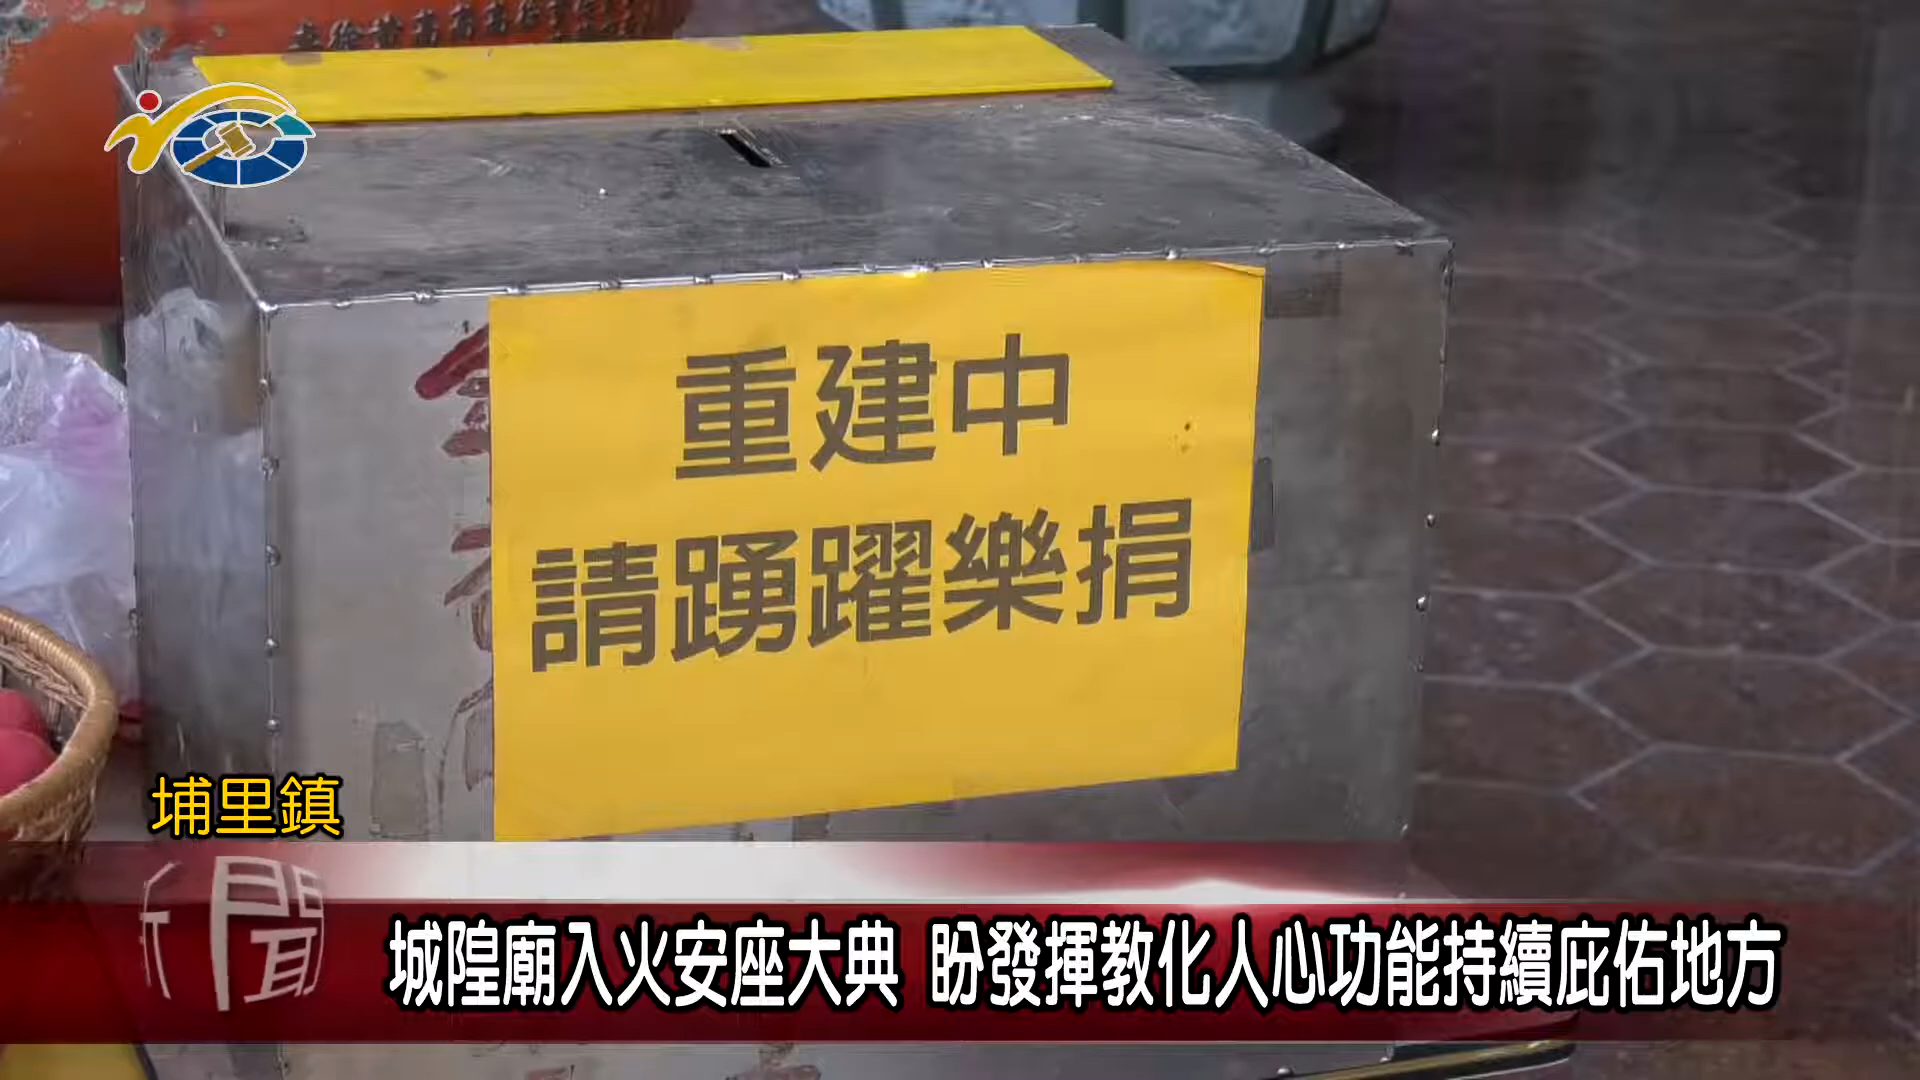 重建中
請踴躍樂捐
埔里鎮
聞
城隍廟入火安座大典 盼發揮教化人心功能持續庇佑地方